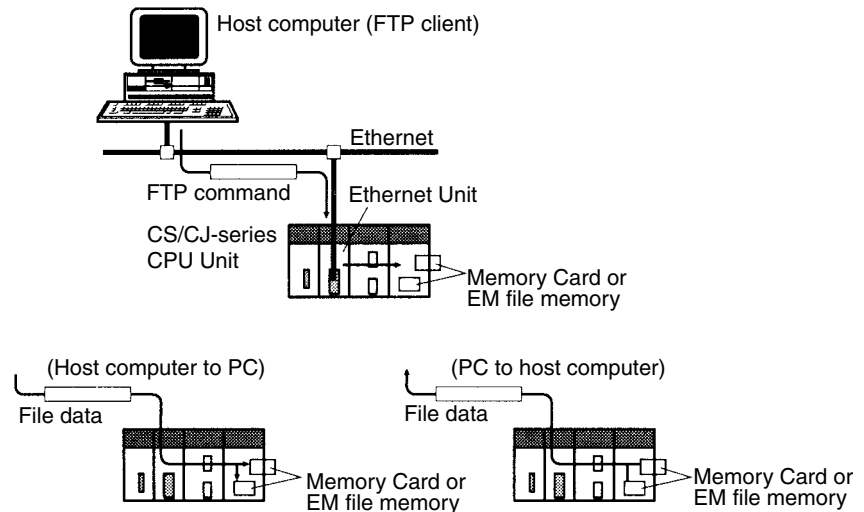 Host computer (FTP client)
Ethernet
FTP command
Ethernet Unit
CS/CJ-series
CPU Unit
Memory Card or
EM file memory
(Host computer to PC)
File data
Memory Card or
EM file memory
(PC to host computer)
File data
Memory Card or
EM file memory